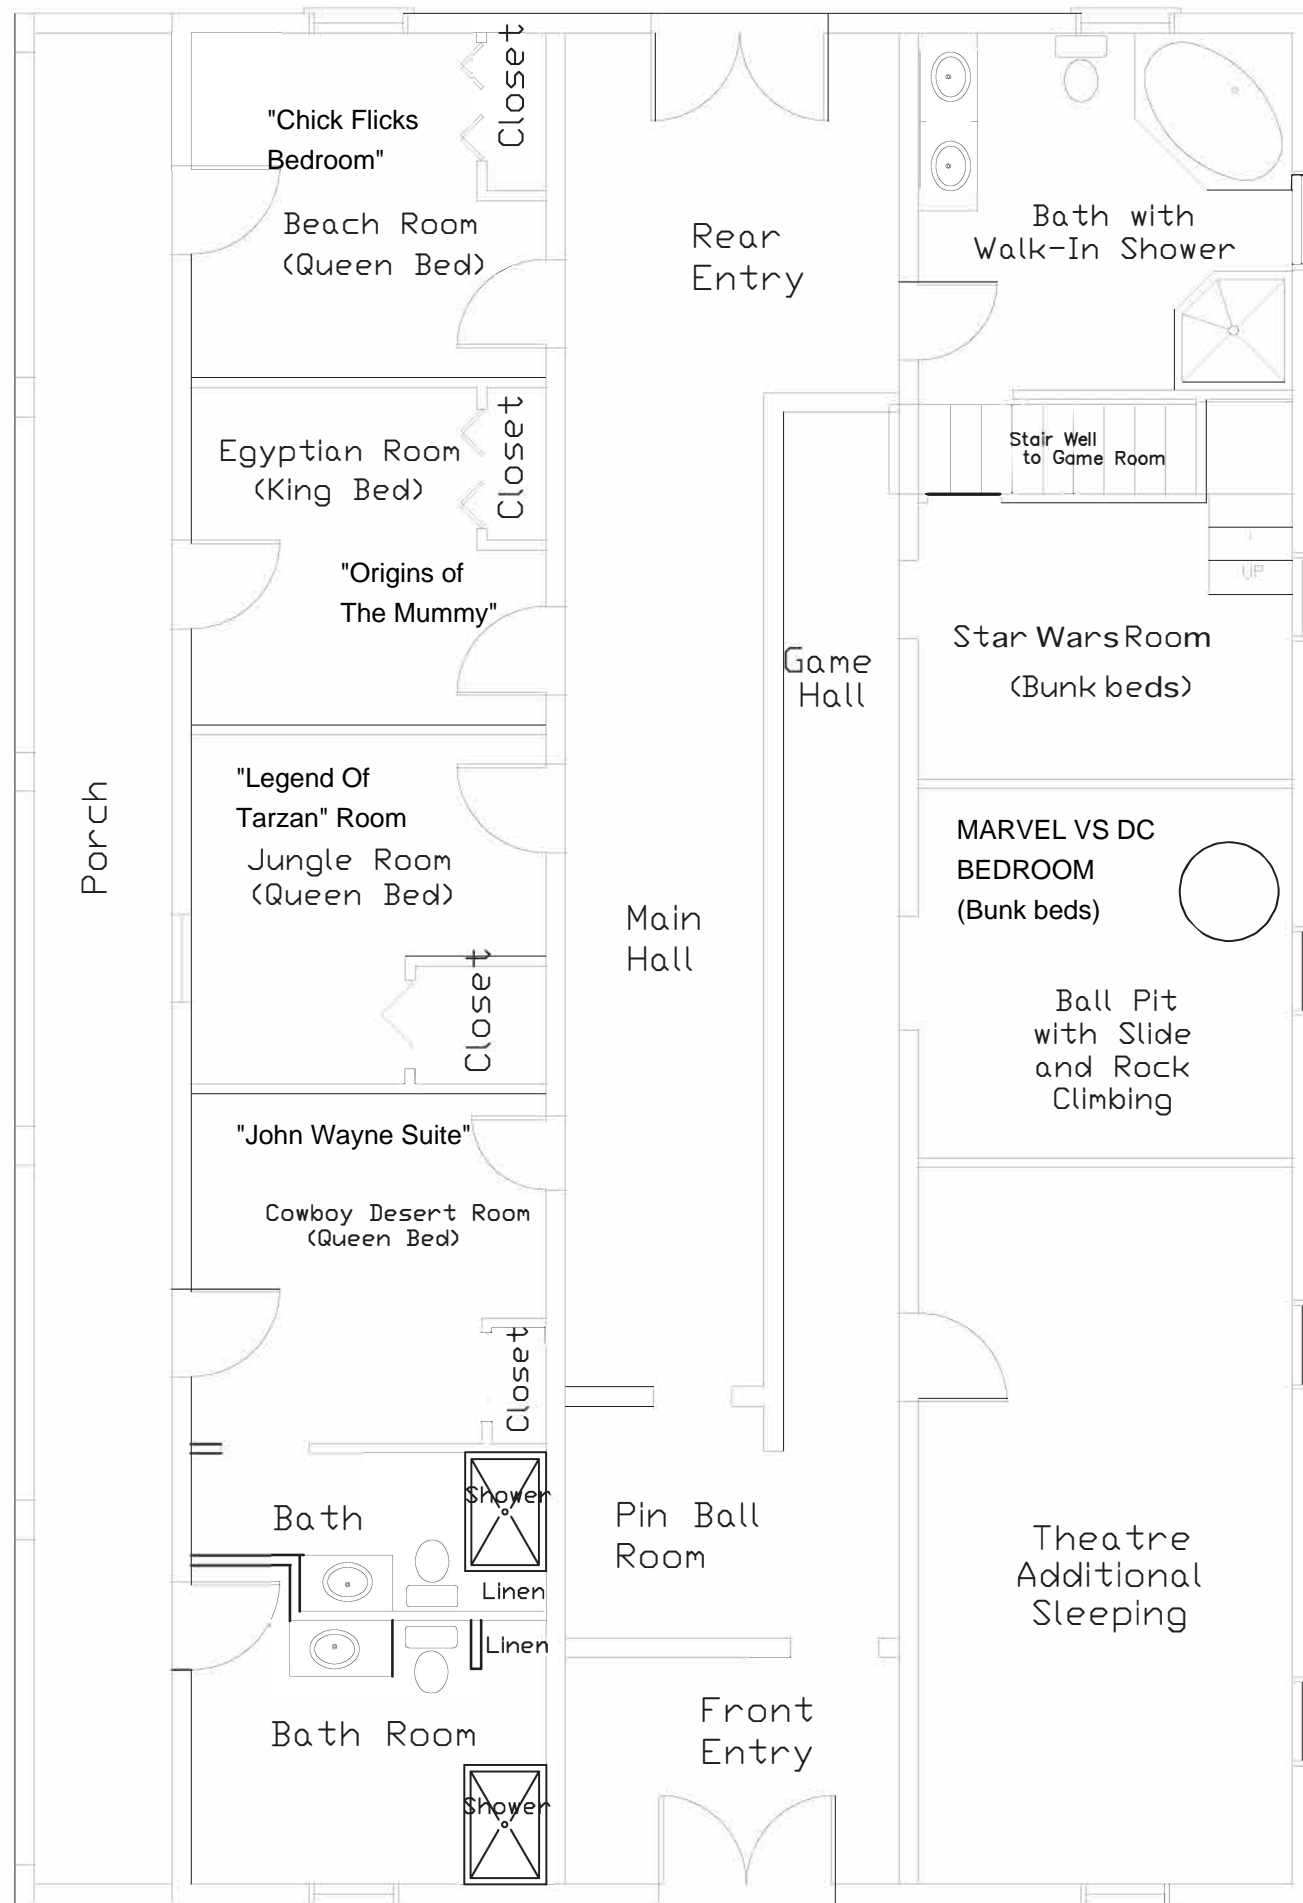 "Chick Flicks
Bedroom"
Beach Room
(Queen Bed)
Closet
Rear
Entry
Bath with
Walk-In Shower
Egyptian Room
(King Bed)
Closet
"Origins of
The Mummy"
Stair Well
to Game Room
UP
Star Wars Room
(Bunk beds)
Game
Hall
Porch
"Legend Of
Tarzan" Room
Jungle Room
(Queen Bed)
Closet
Main
Hall
MARVEL VS DC
BEDROOM
(Bunk beds)
Ball Pit
with Slide
and Rock
Climbing
"John Wayne Suite"
Cowboy Desert Room
(Queen Bed)
Closet
Bath
Shower
Linen
Pin Ball
Room
Theatre
Additional
Sleeping
Linen
Bath Room
Shower
Front
Entry